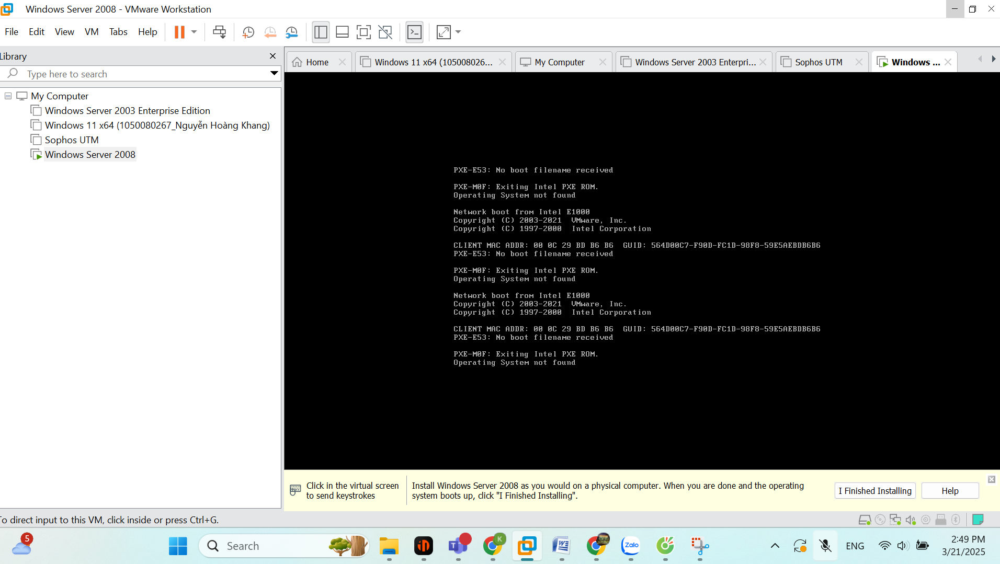 Windows Server 2008 - VMware Workstation
File Edit View VM Tabs Help
Library
Type here to search
My Computer
Windows Server 2003 Enterprise Edition
Windows 11 x64 (1050080267_Nguyễn Hoàng Khang)
Sophos UTM
Windows Server 2008
Home
Windows 11 x64 (105008026...
My Computer
Windows Server 2003 Enterpri...
Sophos UTM
Windows ...
PXE-E53: No boot filename received
PXE-M0F: Exiting Intel PXE ROM.
Operating System not found
Network boot from Intel E1000
Copyright (C) 2003-2021  VMware, Inc.
Copyright (C) 1997-2000  Intel Corporation
CLIENT MAC ADDR: 00 0C 29 BD B6 B6  GUID: 564D00C7-F90D-FC1D-98F8-59E5AEBDB6B6
PXE-E53: No boot filename received
PXE-M0F: Exiting Intel PXE ROM.
Operating System not found
Network boot from Intel E1000
Copyright (C) 2003-2021  VMware, Inc.
Copyright (C) 1997-2000  Intel Corporation
CLIENT MAC ADDR: 00 0C 29 BD B6 B6  GUID: 564D00C7-F90D-FC1D-98F8-59E5AEBDB6B6
PXE-E53: No boot filename received
PXE-M0F: Exiting Intel PXE ROM.
Operating System not found
Click in the virtual screen
to send keystrokes
Install Windows Server 2008 as you would on a physical computer. When you are done and the operating
system boots up, click "I Finished Installing".
I Finished Installing
Help
To direct input to this VM, click inside or press Ctrl+G.
5
Search
K
Zalo
ENG
2:49 PM
3/21/2025